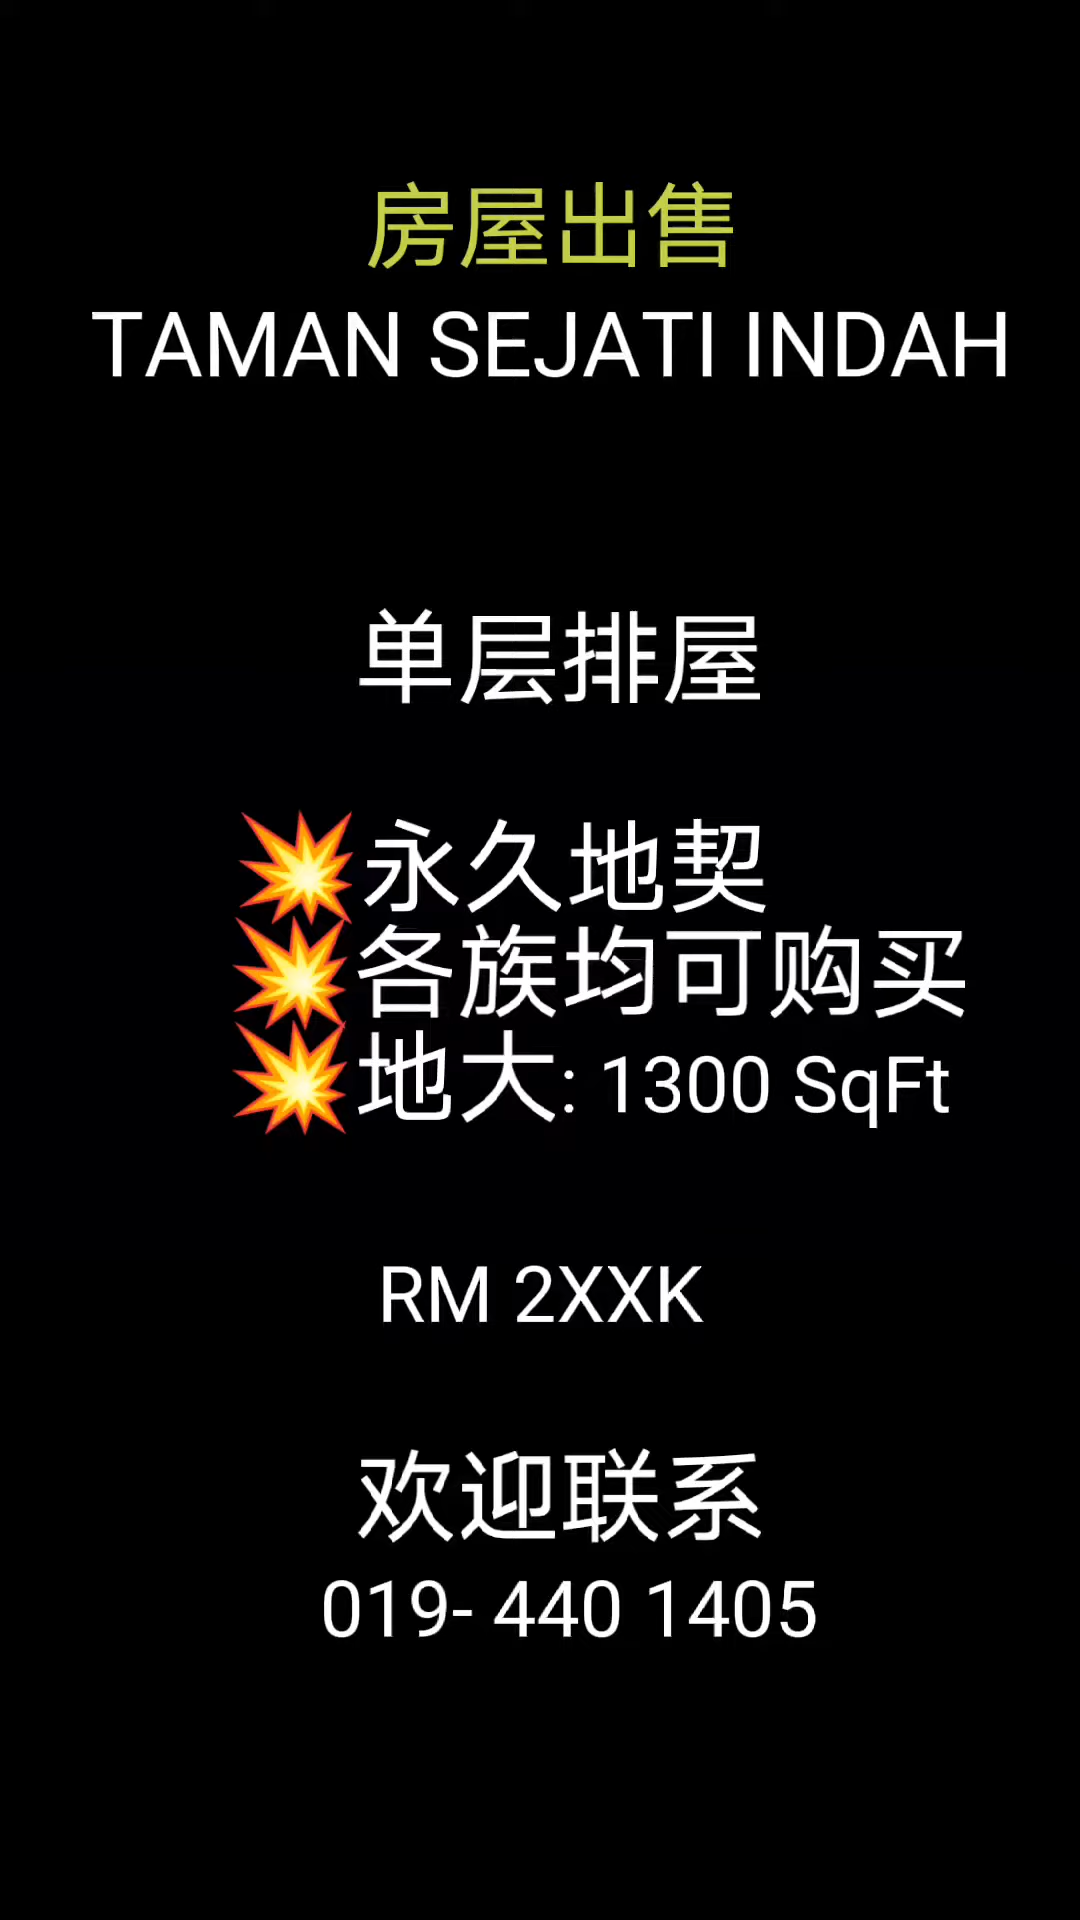 房屋出售
TAMAN SEJATI INDAH
单层排屋
💥永久地契
💥各族均可购买
💥地大: 1300 SqFt
RM 2XXK
欢迎联系
019- 440 1405